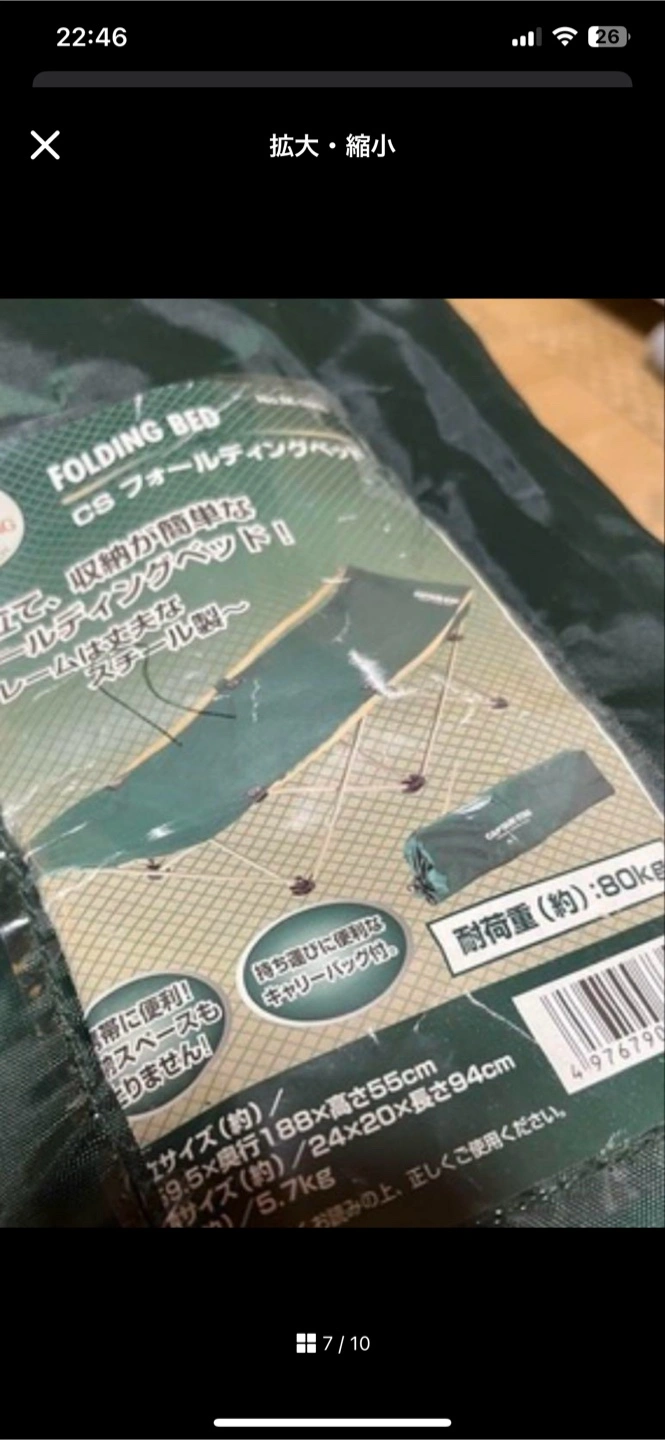 22:46
26
拡大・縮小
FOLDING BED
CS フォールディングベッ
立て、収納が簡単な
ールディングベッド!
レームは丈夫な
スチール製〜
耐荷重(約):80kg
持ち運びに便利な
キャリーバッグ付。
帯に便利!
スペースも
りません!
サイズ(約)/
9.5×奥行188×高さ55cm
サイズ(約)/24×20×長さ94cm
)/5.7kg
お読みの上、正しくご使用ください。
4 976790
7 / 10